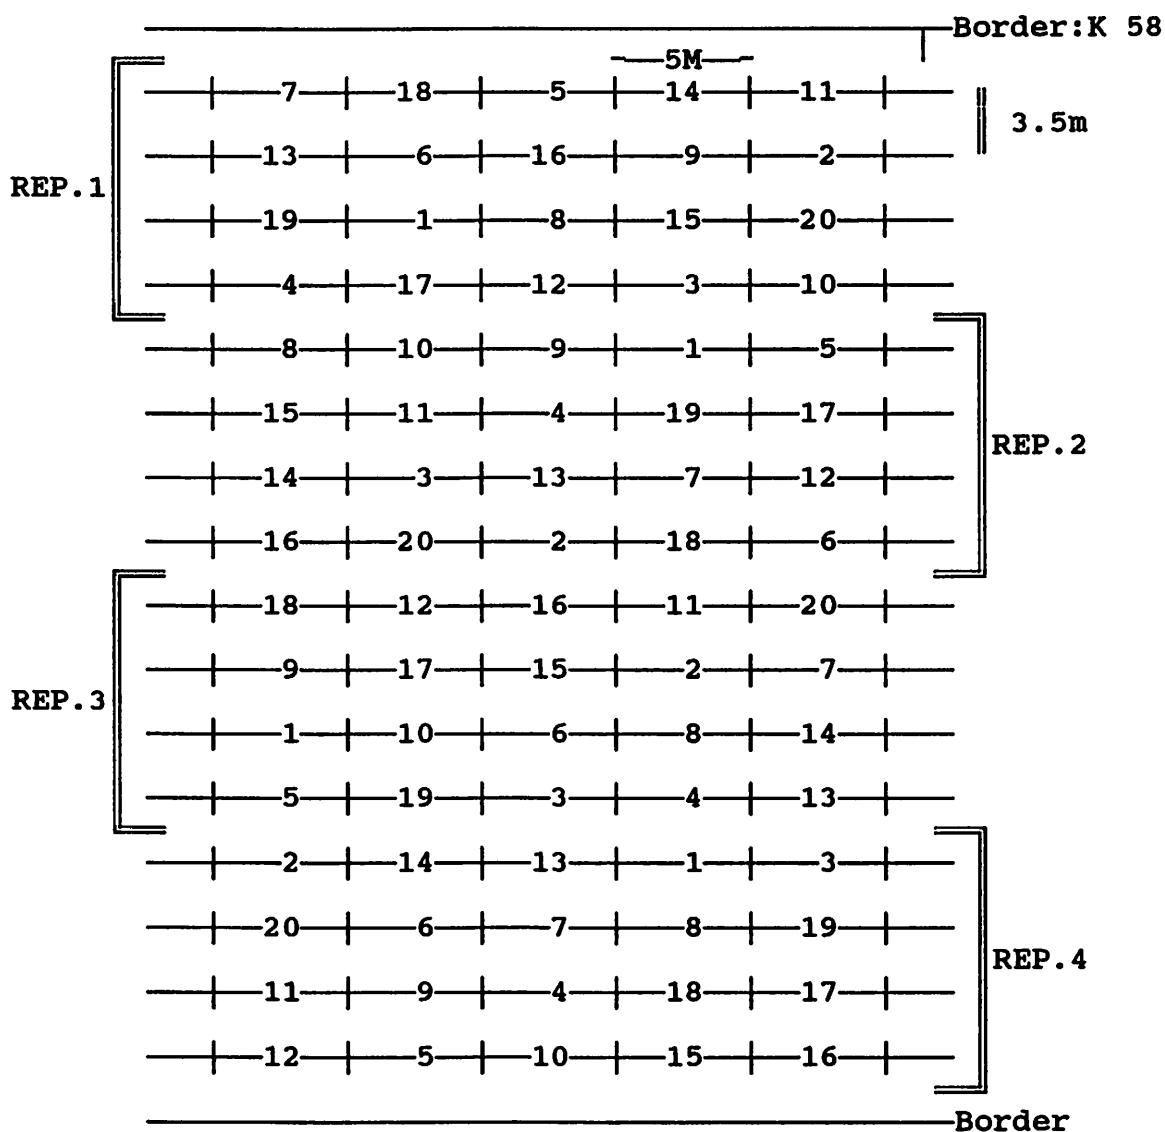 Border:K 58
5M
7 18 5 14 11
3.5m
13 6 16 9 2
REP.1
19 1 8 15 20
4 17 12 3 10
8 10 9 1 5
15 11 4 19 17
REP.2
14 3 13 7 12
16 20 2 18 6
18 12 16 11 20
9 17 15 2 7
REP.3
1 10 6 8 14
5 19 3 4 13
2 14 13 1 3
20 6 7 8 19
REP.4
11 9 4 18 17
12 5 10 15 16
Border